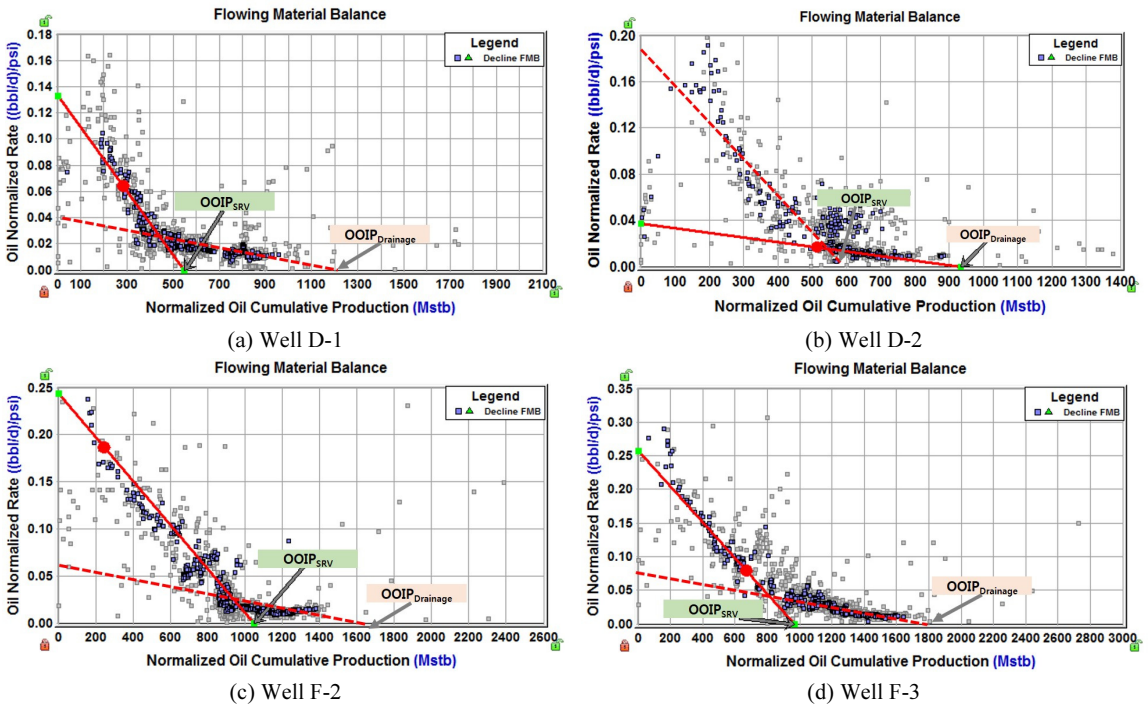 Flowing Material Balance
Oil Normalized Rate ((bbl/d)/psi)
0.18
0.16
0.14
0.12
0.10
0.08
0.06
0.04
0.02
0.00
Legend
Decline FMB
OOIPSRV
OOIPDrainage
0 100 300 500 700 900 1100 1300 1500 1700 1900 2100
Normalized Oil Cumulative Production (Mstb)
(a) Well D-1
Flowing Material Balance
Oil Normalized Rate ((bbl/d)/psi)
0.20
0.16
0.12
0.08
0.04
0.00
Legend
Decline FMB
OOIPSRV
OOIPDrainage
0 100 200 300 400 500 600 700 800 900 1000 1100 1200 1300 1400
Normalized Oil Cumulative Production (Mstb)
(b) Well D-2
Flowing Material Balance
Oil Normalized Rate ((bbl/d)/psi)
0.25
0.20
0.15
0.10
0.05
0.00
Legend
Decline FMB
OOIPSRV
OOIPDrainage
0 200 400 600 800 1000 1200 1400 1600 1800 2000 2200 2400 2600
Normalized Oil Cumulative Production (Mstb)
(c) Well F-2
Flowing Material Balance
Oil Normalized Rate ((bbl/d)/psi)
0.35
0.30
0.25
0.20
0.15
0.10
0.05
0.00
Legend
Decline FMB
OOIPSRV
OOIPDrainage
0 200 400 600 800 1000 1200 1400 1600 1800 2000 2200 2400 2600 2800 3000
Normalized Oil Cumulative Production (Mstb)
(d) Well F-3